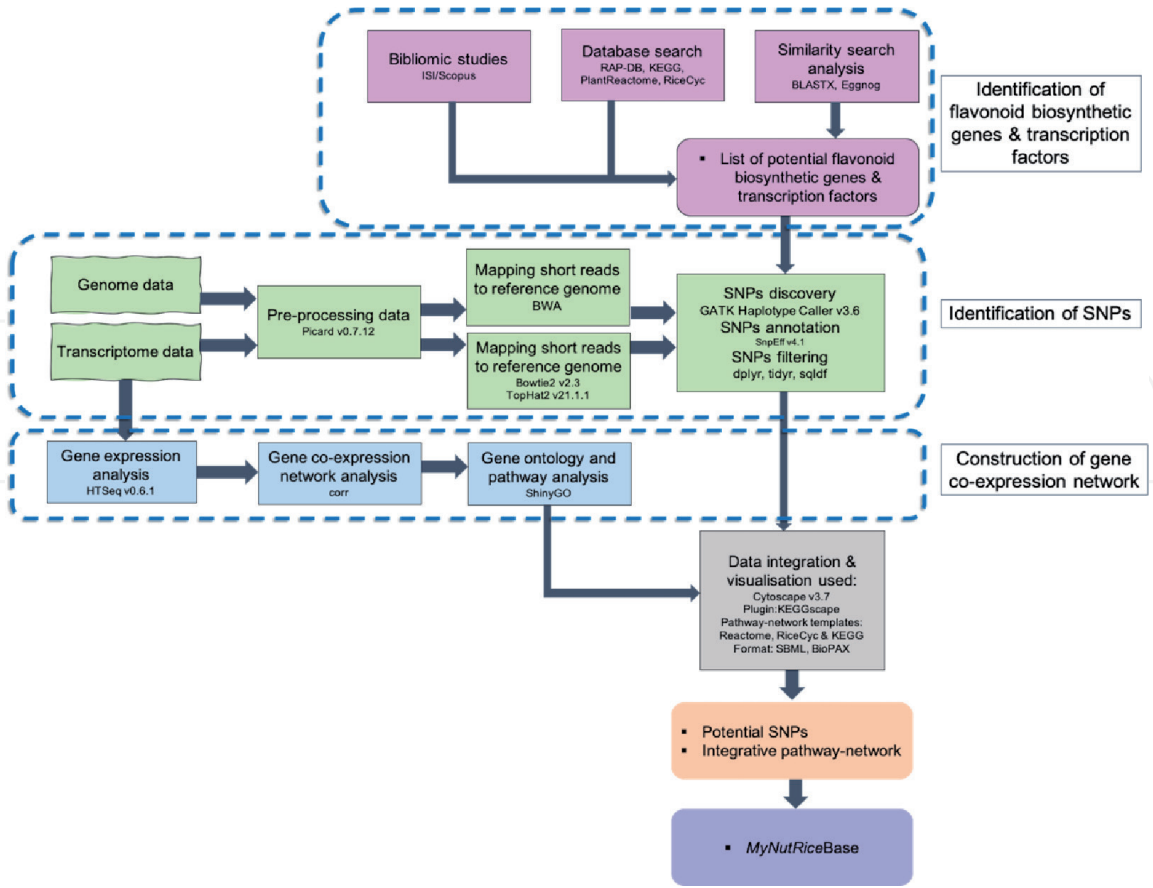 Bibliomic studies
ISI/Scopus
Database search
RAP-DB, KEGG,
PlantReactome, RiceCyc
Similarity search
analysis
BLASTX, Eggnog
Identification of
flavonoid biosynthetic
genes & transcription
factors
▪ List of potential flavonoid
biosynthetic genes &
transcription factors
Genome data
Transcriptome data
Pre-processing data
Picard v0.7.12
Mapping short reads
to reference genome
BWA
Mapping short reads
to reference genome
Bowtie2 v2.3
TopHat2 v21.1.1
SNPs discovery
GATK Haplotype Caller v3.6
SNPs annotation
SnpEff v4.1
SNPs filtering
dplyr, tidyr, sqldf
Identification of SNPs
Gene expression
analysis
HTSeq v0.6.1
Gene co-expression
network analysis
corr
Gene ontology and
pathway analysis
ShinyGO
Construction of gene
co-expression network
Data integration &
visualisation used:
Cytoscape v3.7
Plugin:KEGGscape
Pathway-network templates:
Reactome, RiceCyc & KEGG
Format: SBML, BioPAX
▪ Potential SNPs
▪ Integrative pathway-network
▪ MyNutRiceBase